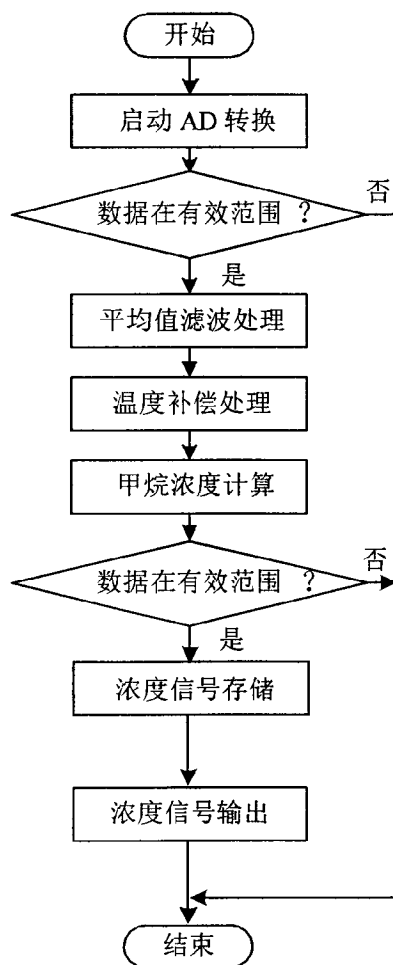 开始
启动 AD 转换
数据在有效范围 ?
否
是
平均值滤波处理
温度补偿处理
甲烷浓度计算
数据在有效范围 ?
否
是
浓度信号存储
浓度信号输出
结束